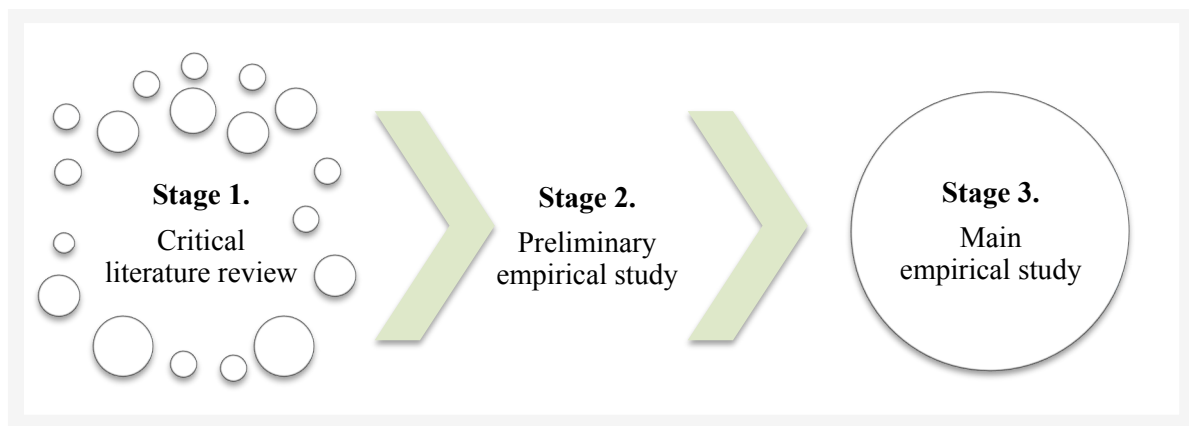 Stage 1.
Critical
literature review
Stage 2.
Preliminary
empirical study
Stage 3.
Main
empirical study